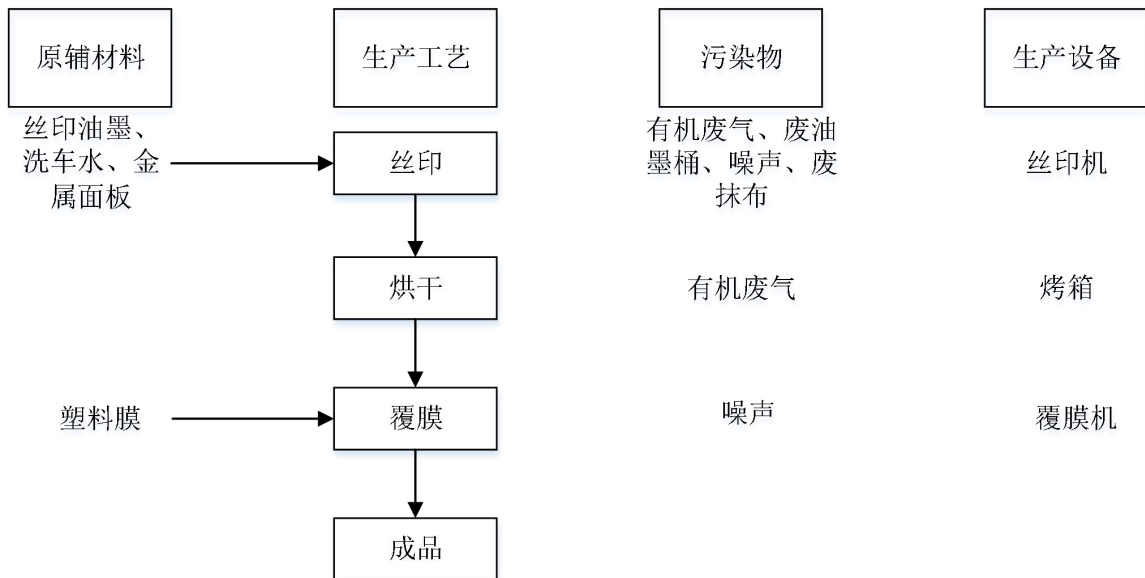 原辅材料
生产工艺
污染物
生产设备
丝印油墨、
洗车水、金
属面板
丝印
有机废气、废油
墨桶、噪声、废
抹布
丝印机
烘干
有机废气
烤箱
塑料膜
覆膜
噪声
覆膜机
成品